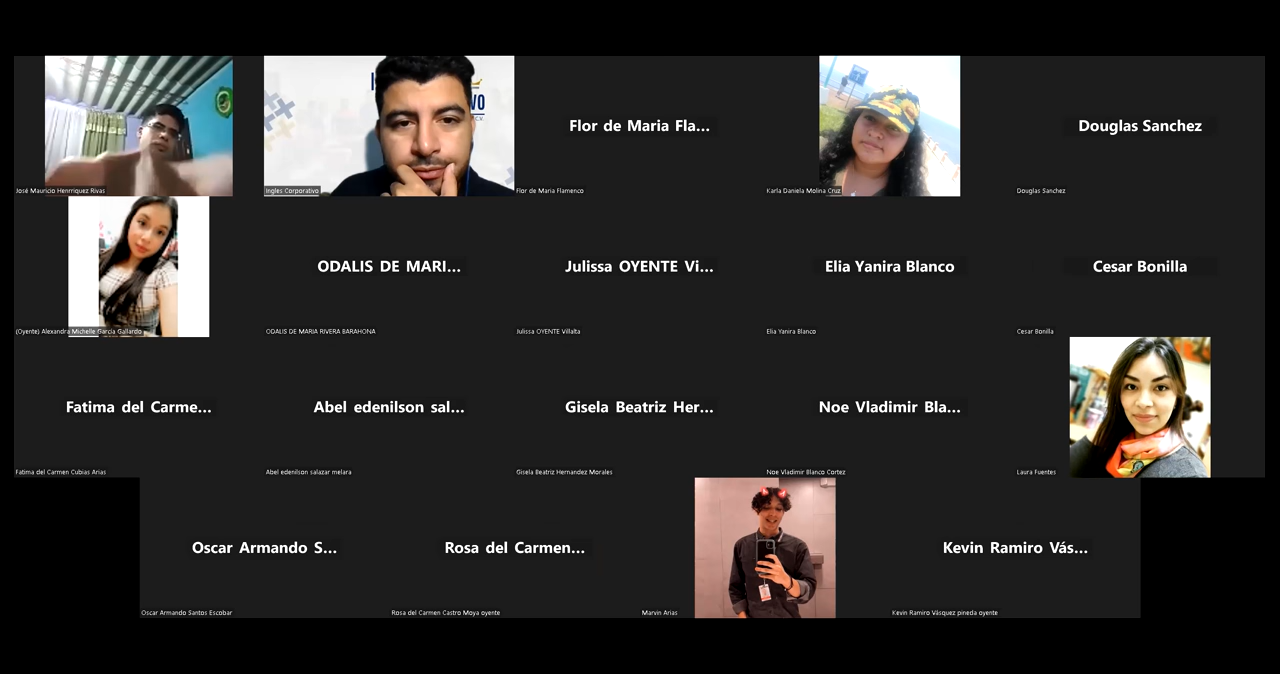 José Mauricio Henrriquez Rivas
VO
C.V.
Ingles Corporativo
Flor de Maria Fla...
Flor de Maria Flamenco
Karla Daniela Molina Cruz
Douglas Sanchez
Douglas Sanchez
(Oyente) Alexandra Michelle Garcia Gallardo
ODALIS DE MARI...
ODALIS DE MARIA RIVERA BARAHONA
Julissa OYENTE Vi...
Julissa OYENTE Villalta
Elia Yanira Blanco
Elia Yanira Blanco
Cesar Bonilla
Cesar Bonilla
Fatima del Carme...
Fatima del Carmen Cubias Arias
Abel edenilson sal...
Abel edenilson salazar melara
Gisela Beatriz Her...
Gisela Beatriz Hernandez Morales
Noe Vladimir Bla...
Noe Vladimir Blanco Cortez
Laura Fuentes
Oscar Armando S...
Oscar Armando Santos Escobar
Rosa del Carmen...
Rosa del Carmen Castro Moya oyente
Marvin Arias
Kevin Ramiro Vás...
Kevin Ramiro Vásquez pineda oyente